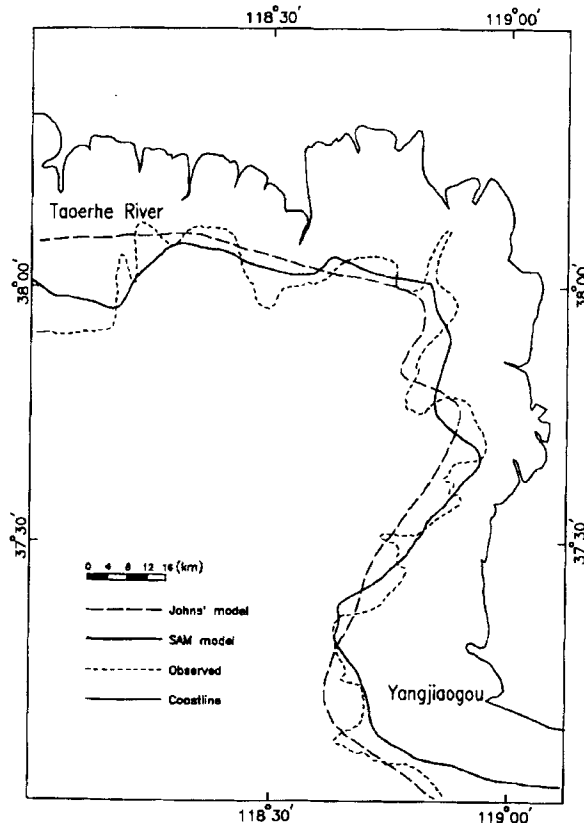 118°30′
119°00′
Taoerhe River
38°00′
38°00′
37°30′
37°30′
0 4 8 12 16 (km)
Johns' model
SAM model
Observed
Coastline
Yangjiaogou
118°30′
119°00′